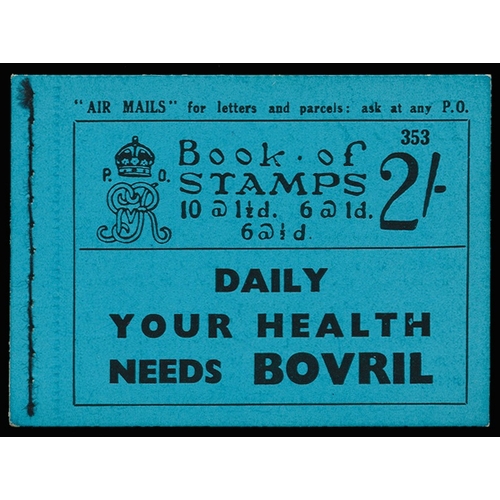 "AIR MAILS" for letters and parcels: ask at any P.O.
353
P. O.
Book · of
STAMPS 2/-
10 @ 1½d. 6 @ 1d.
6 @ ½d.
DAILY
YOUR HEALTH
NEEDS BOVRIL